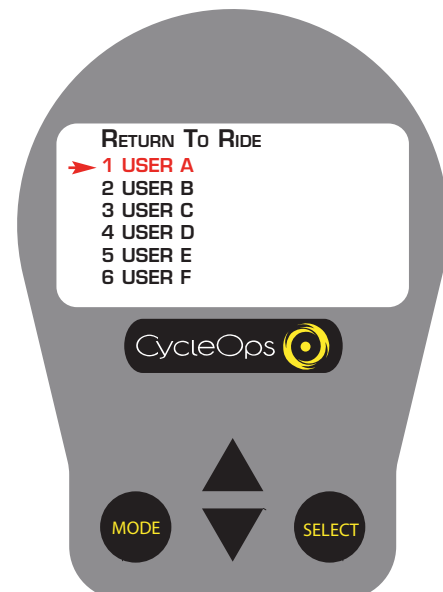 Return To Ride
1 USER A
2 USER B
3 USER C
4 USER D
5 USER E
6 USER F
CycleOps
MODE
SELECT